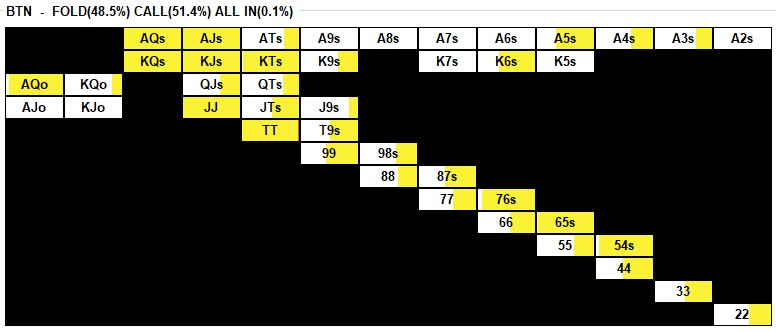 BTN - FOLD(48.5%) CALL(51.4%) ALL IN(0.1%)
AQs AJs ATs A9s A8s A7s A6s A5s A4s A3s A2s
KQs KJs KTs K9s K7s K6s K5s
AQo KQo QJs QTs
AJo KJo JJ JTs J9s
TT T9s
99 98s
88 87s
77 76s
66 65s
55 54s
44
33
22